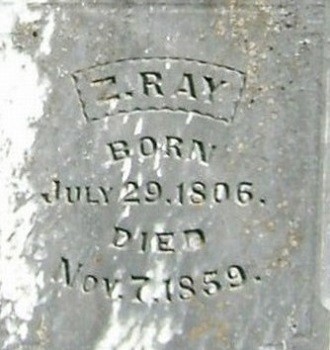 Z. RAY
BORN
JULY 29. 1806.
DIED
Nov. 7. 1859.